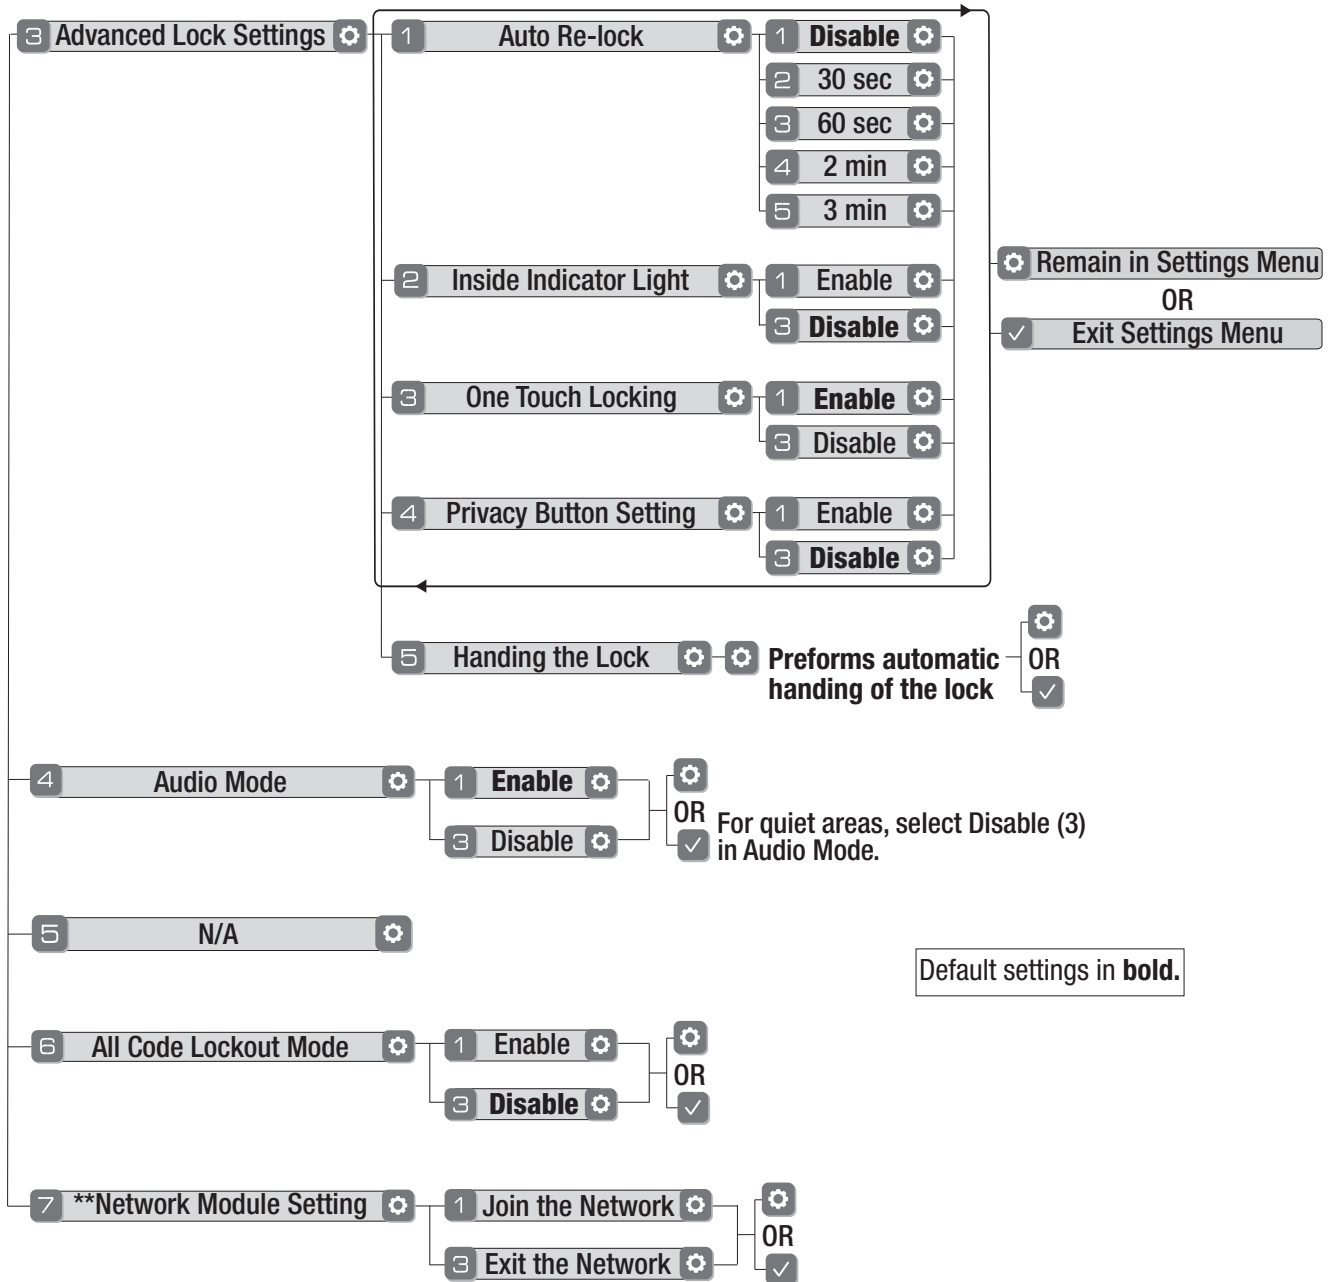 3 Advanced Lock Settings
1 Auto Re-lock
1 Disable
2 30 sec
3 60 sec
4 2 min
5 3 min
2 Inside Indicator Light
1 Enable
3 Disable
3 One Touch Locking
1 Enable
3 Disable
4 Privacy Button Setting
1 Enable
3 Disable
Remain in Settings Menu
OR
Exit Settings Menu
5 Handing the Lock
Preforms automatic
handing of the lock
OR
4 Audio Mode
1 Enable
3 Disable
OR
For quiet areas, select Disable (3)
in Audio Mode.
5 N/A
Default settings in bold.
6 All Code Lockout Mode
1 Enable
3 Disable
OR
7 **Network Module Setting
1 Join the Network
3 Exit the Network
OR